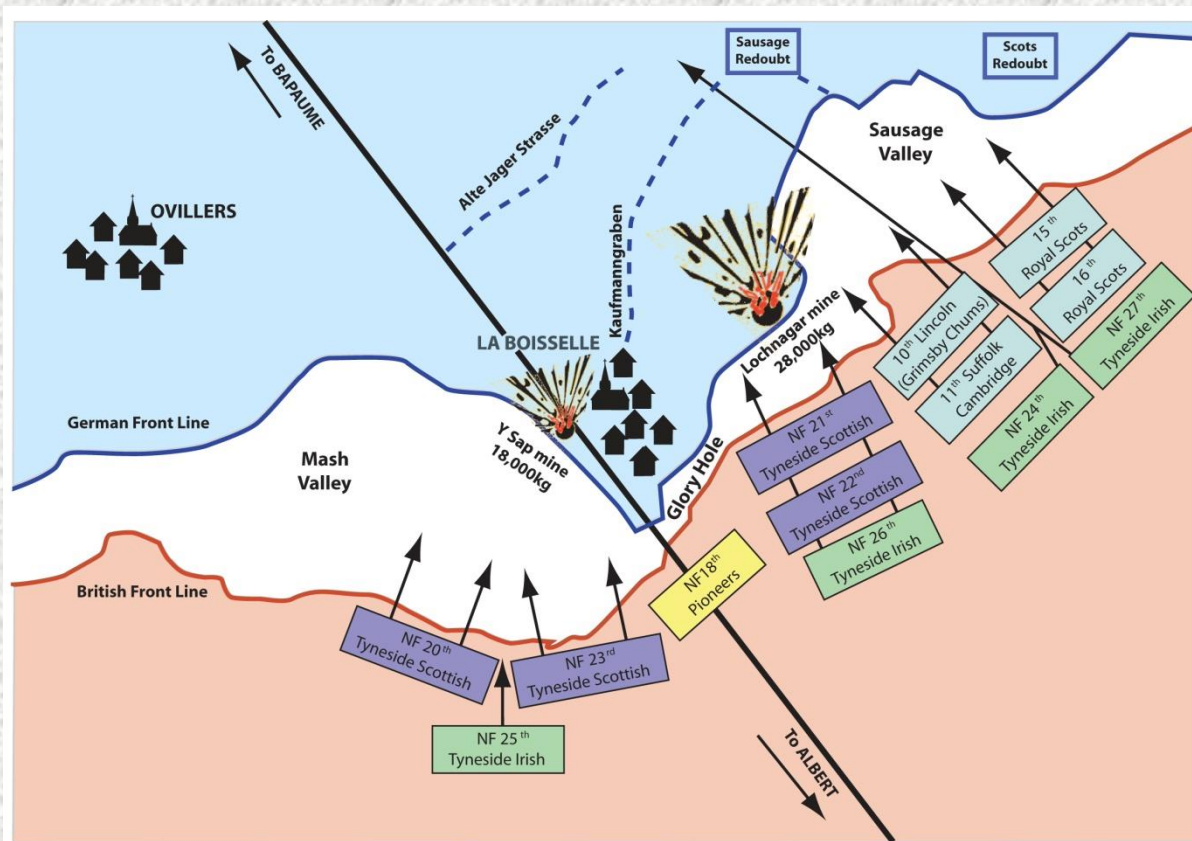 To BAPAUME
Sausage
Redoubt
Scots
Redoubt
Sausage
Valley
Alte Jager Strasse
OVILLERS
Kaufmanngraben
LA BOISSELLE
Lochnagar mine
28,000kg
15th
Royal Scots
16th
Royal Scots
NF 27th
Tyneside Irish
10th Lincoln
(Grimsby Chums)
11th Suffolk
Cambridge
NF 24th
Tyneside Irish
German Front Line
Mash
Valley
Y Sap mine
18,000kg
Glory Hole
NF 21st
Tyneside Scottish
NF 22nd
Tyneside Scottish
NF 26th
Tyneside Irish
British Front Line
NF18th
Pioneers
NF 20th
Tyneside Scottish
NF 23rd
Tyneside Scottish
NF 25th
Tyneside Irish
To ALBERT